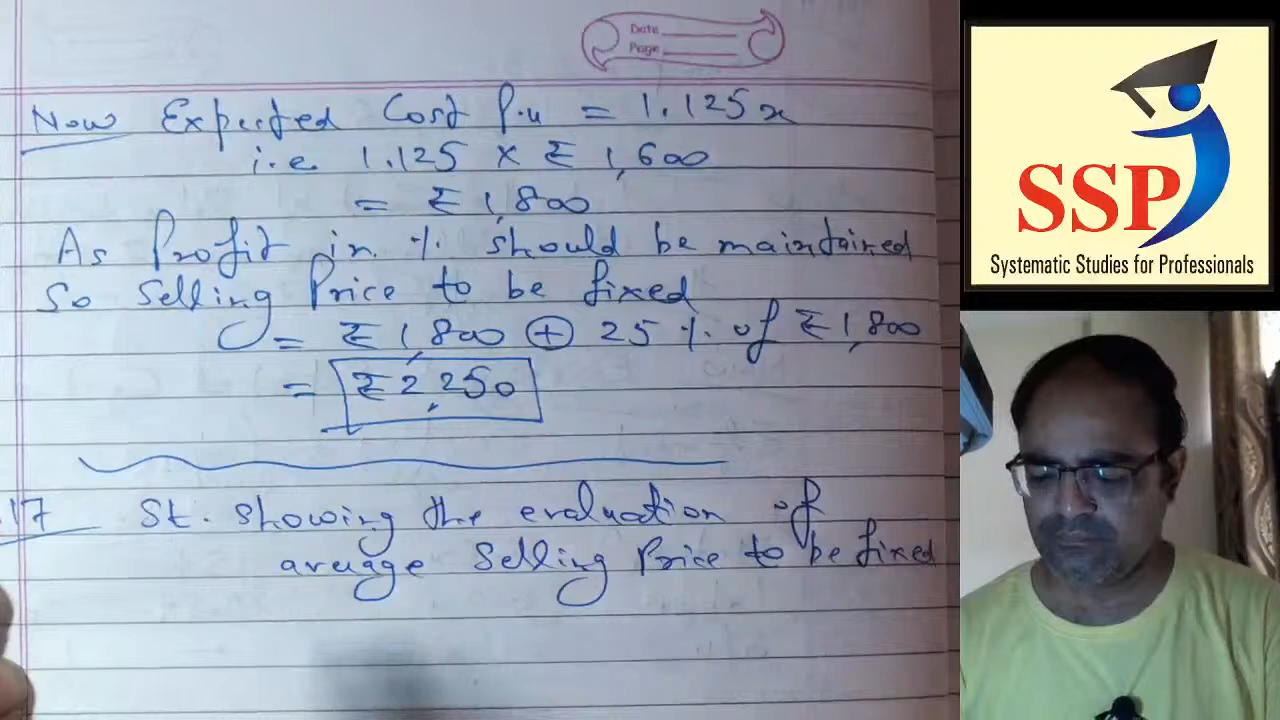 Date
Page
Now Expected Cost P.u = 1.125x
i.e. 1.125 × ₹ 1,600
= ₹ 1,800
As Profit in % should be maintained
So Selling Price to be fixed
= ₹ 1,800 ⊕ 25 % of ₹ 1,800
= ₹ 2,250
.17 St. showing the evaluation of
average Selling Price to be fixed
SSP
Systematic Studies for Professionals